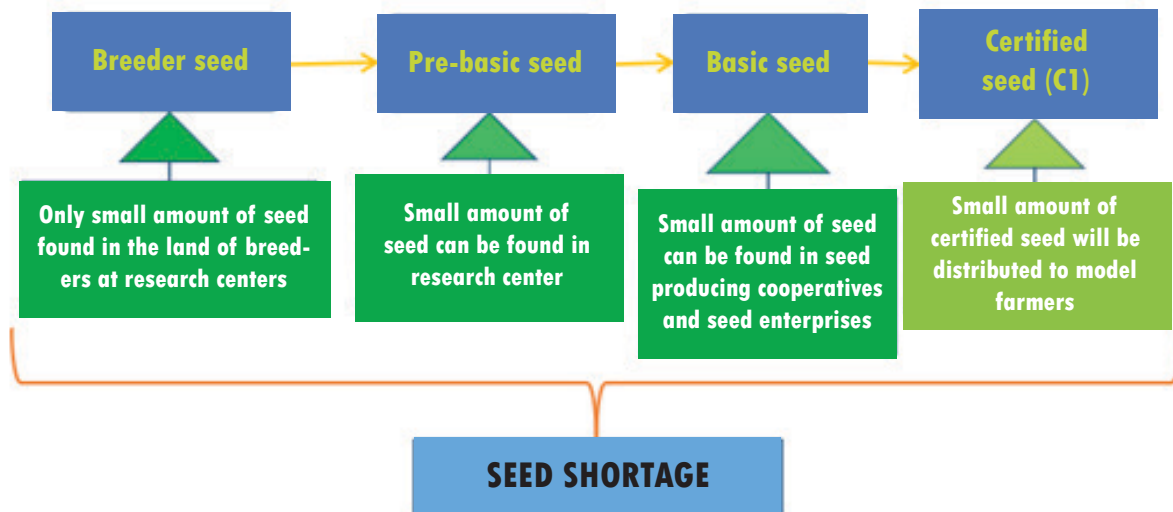 Breeder seed
Pre-basic seed
Basic seed
Certified
seed (C1)
Only small amount of seed
found in the land of breed-
ers at research centers
Small amount of
seed can be found in
research center
Small amount of seed
can be found in seed
producing cooperatives
and seed enterprises
Small amount of
certified seed will be
distributed to model
farmers
SEED SHORTAGE